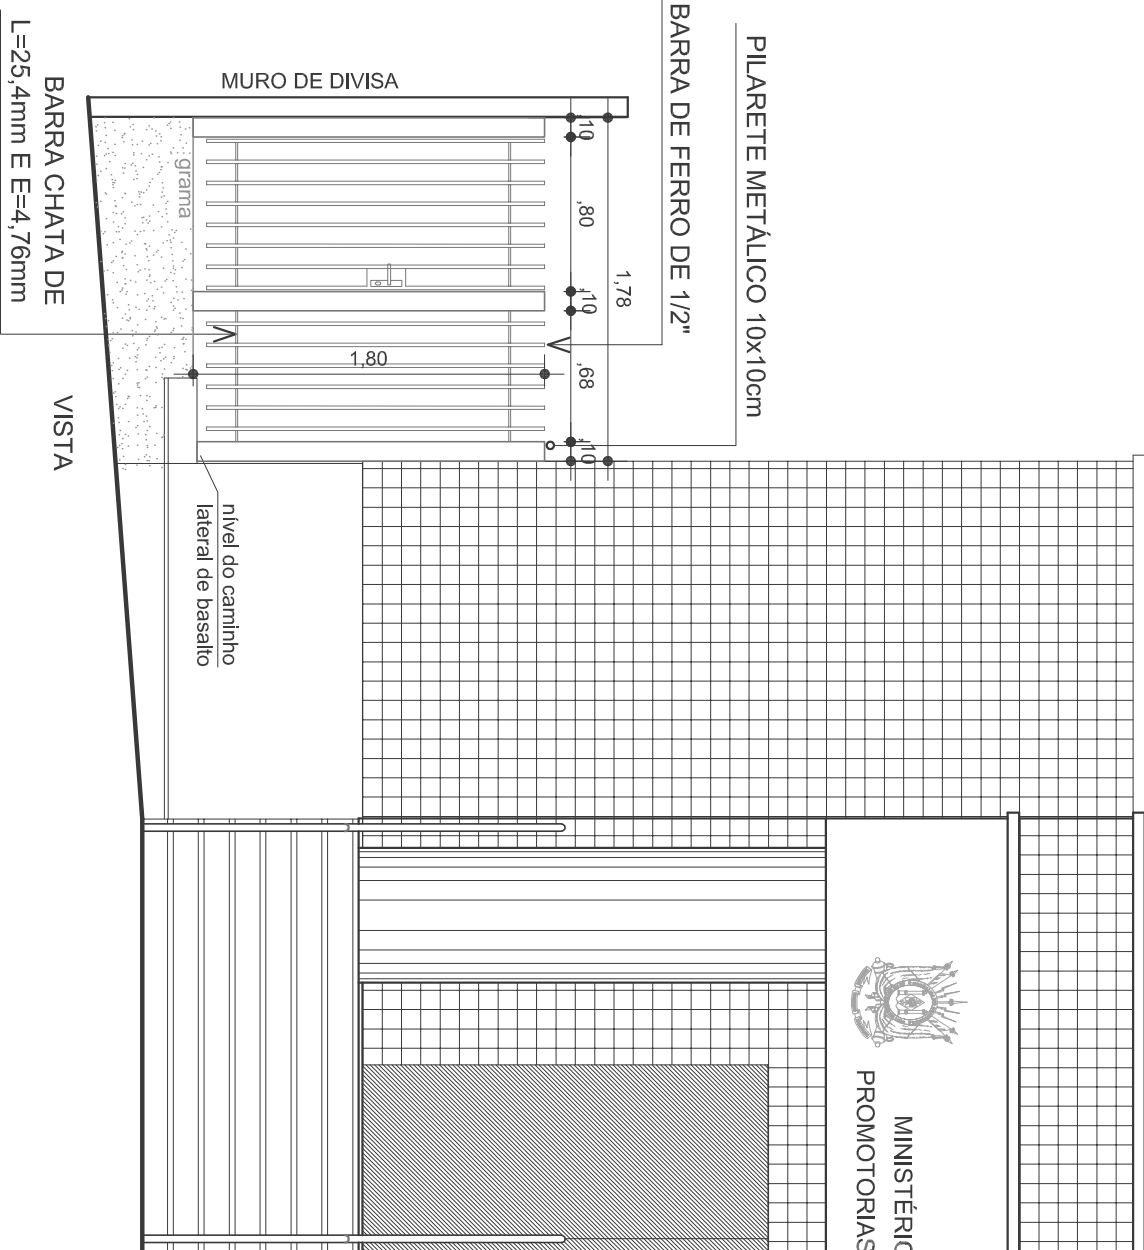 PILARETE METÁLICO 10x10cm
BARRA DE FERRO DE 1/2"
1,78
,10
,80
,10
,68
,10
MURO DE DIVISA
1,80
grama
nível do caminho
lateral de basalto
BARRA CHATA DE
L=25,4mm E E=4,76mm
VISTA
MINISTÉRIO
PROMOTORIAS